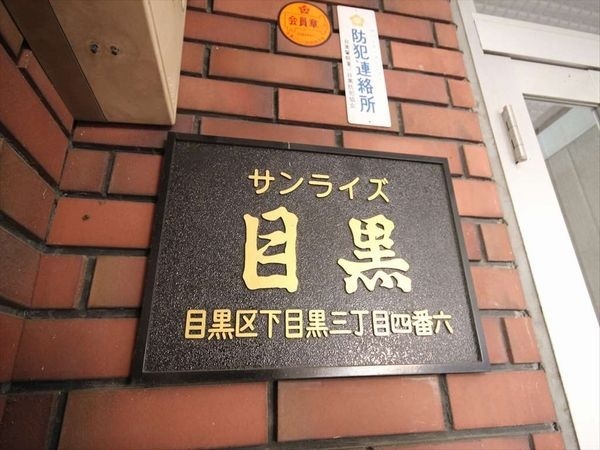 会員章
防犯連絡所
サンライズ
目黒
目黒区下目黒三丁目四番六